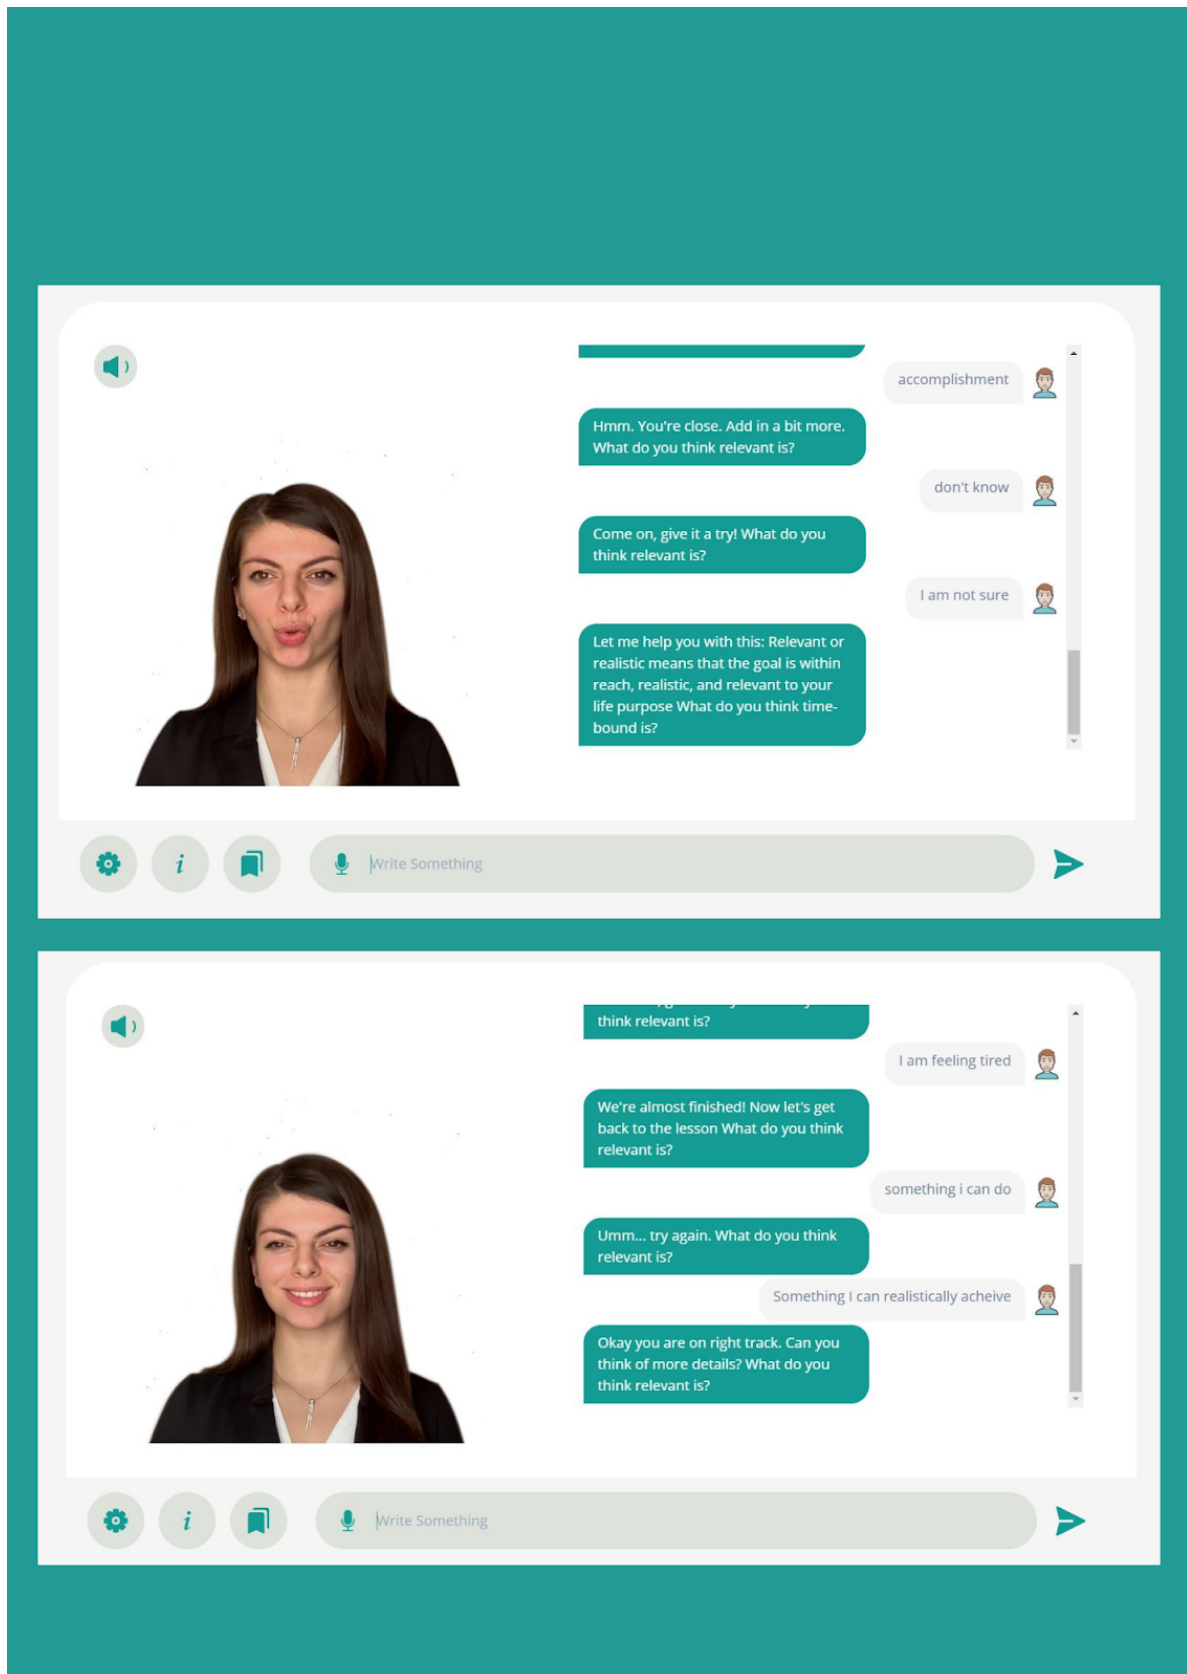 accomplishment
Hmm. You're close. Add in a bit more.
What do you think relevant is?
don't know
Come on, give it a try! What do you
think relevant is?
I am not sure
Let me help you with this: Relevant or
realistic means that the goal is within
reach, realistic, and relevant to your
life purpose What do you think time-
bound is?
i
Write Something
think relevant is?
I am feeling tired
We're almost finished! Now let's get
back to the lesson What do you think
relevant is?
something i can do
Umm... try again. What do you think
relevant is?
Something I can realistically acheive
Okay you are on right track. Can you
think of more details? What do you
think relevant is?
i
Write Something